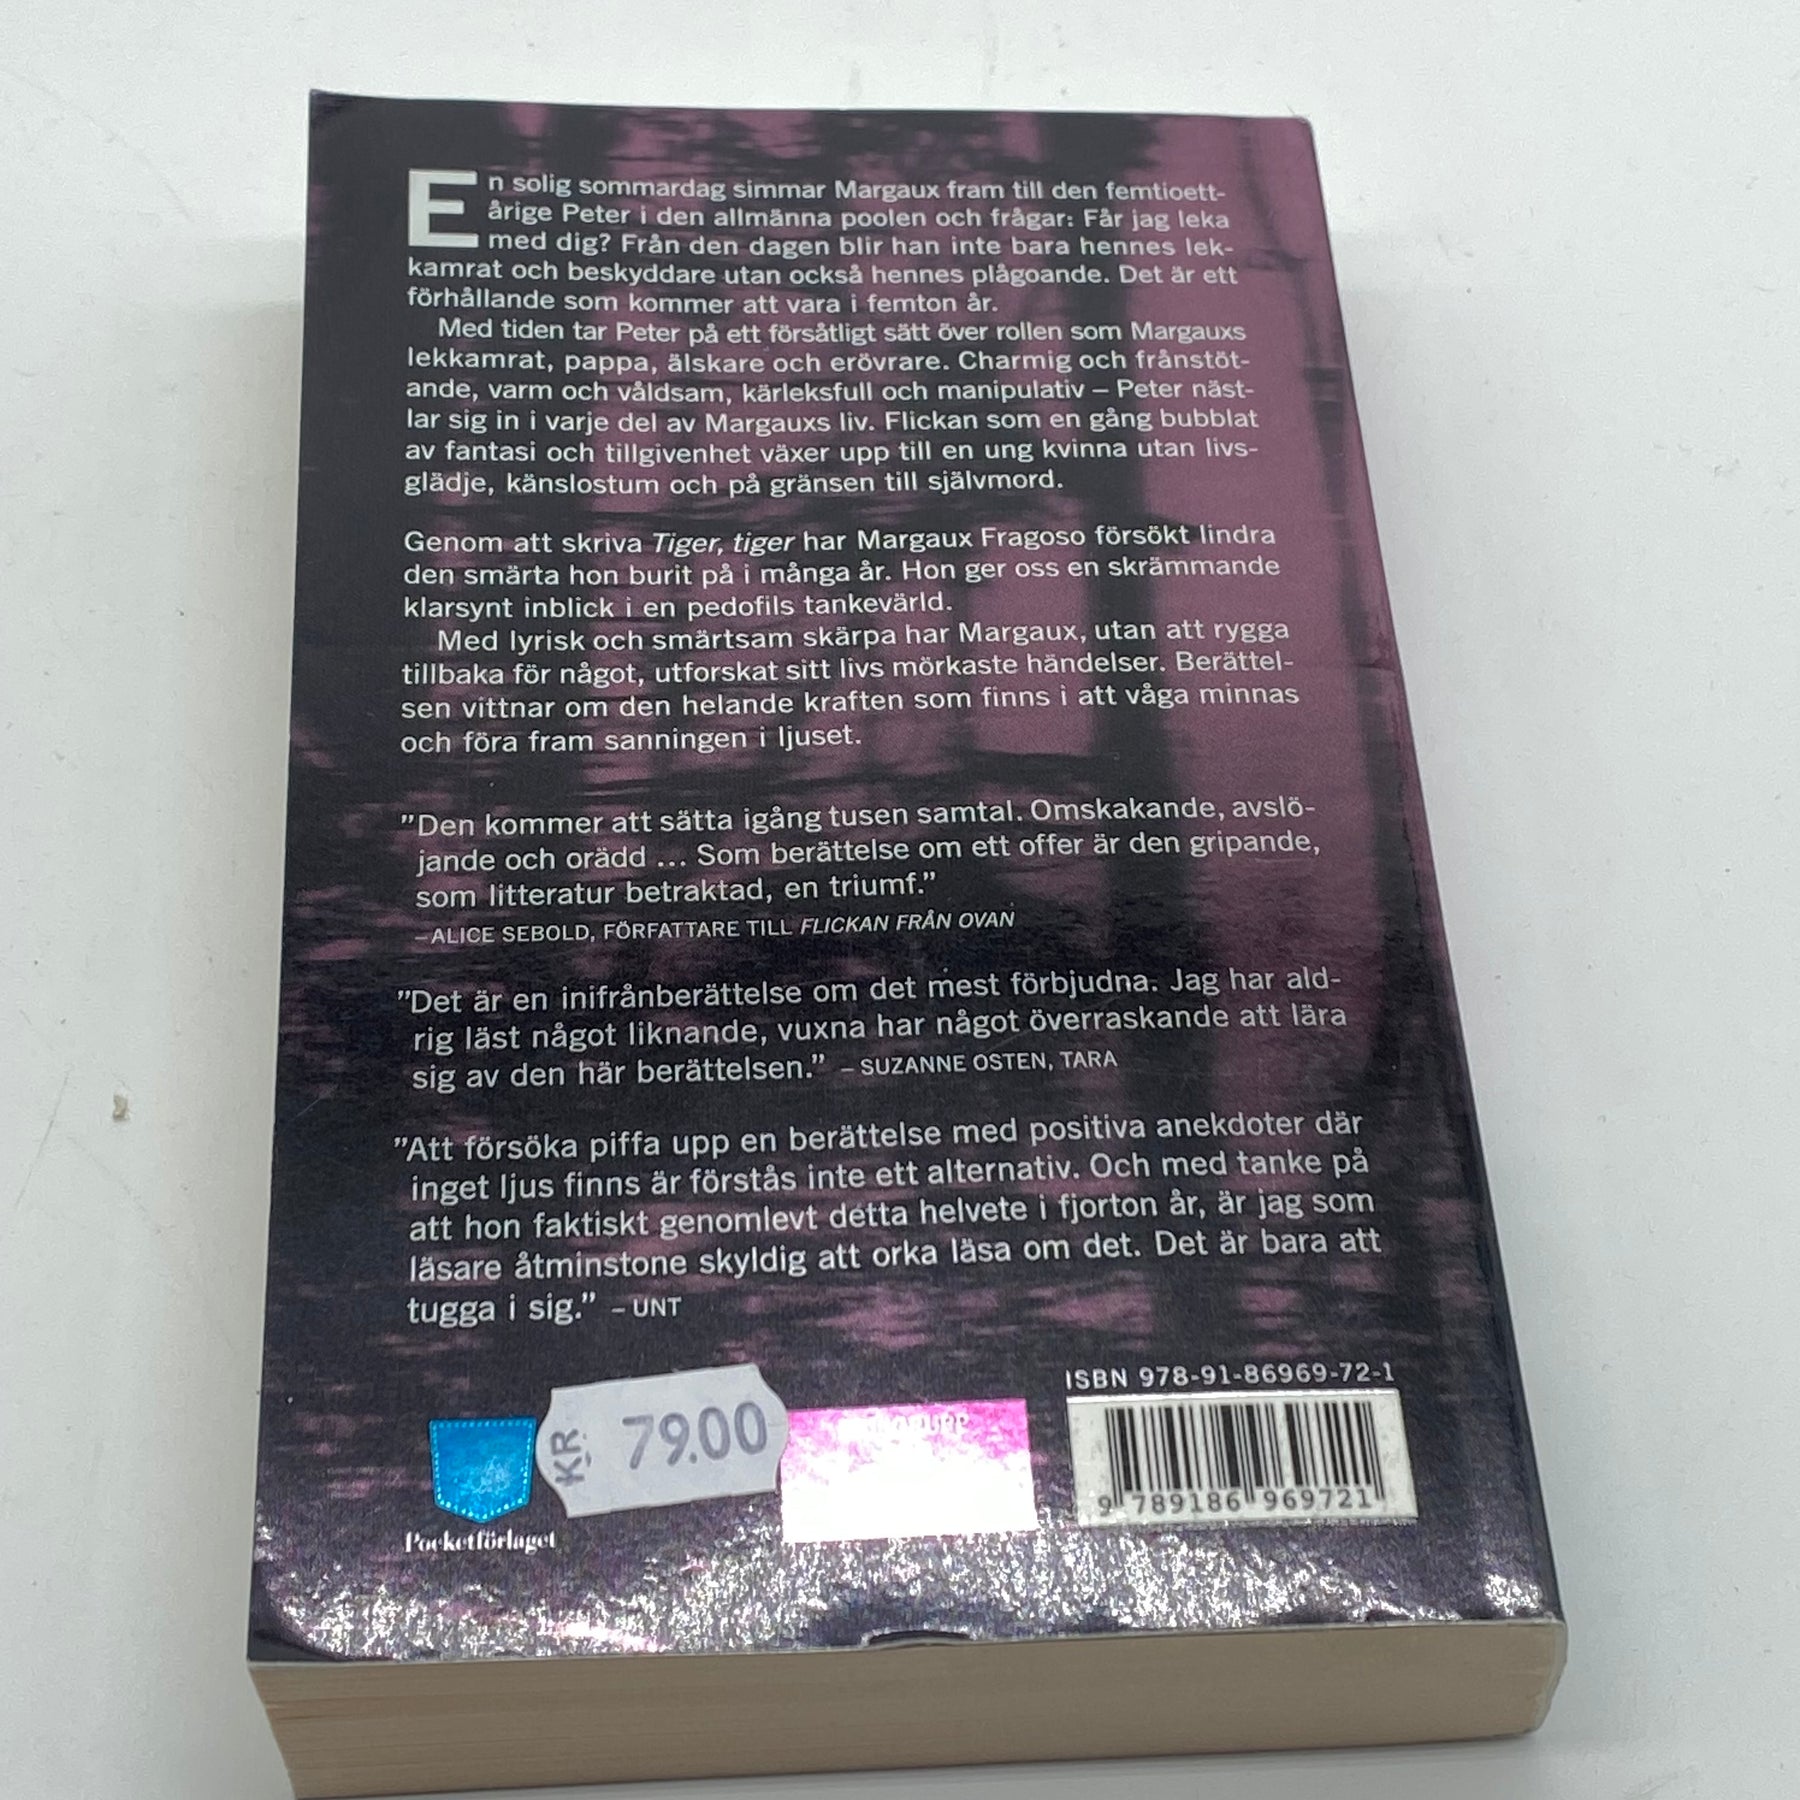 En solig sommardag simmar Margaux fram till den femtioett-
årige Peter i den allmänna poolen och frågar: Får jag leka
med dig? Från den dagen blir han inte bara hennes lek-
kamrat och beskyddare utan också hennes plågoande. Det är ett
förhållande som kommer att vara i femton år.
Med tiden tar Peter på ett försåtligt sätt över rollen som Margauxs
lekkamrat, pappa, älskare och erövrare. Charmig och frånstöt-
ande, varm och våldsam, kärleksfull och manipulativ – Peter näst-
lar sig in i varje del av Margauxs liv. Flickan som en gång bubblat
av fantasi och tillgivenhet växer upp till en ung kvinna utan livs-
glädje, känslostum och på gränsen till självmord.
Genom att skriva Tiger, tiger har Margaux Fragoso försökt lindra
den smärta hon burit på i många år. Hon ger oss en skrämmande
klarsynt inblick i en pedofils tankevärld.
Med lyrisk och smärtsam skärpa har Margaux, utan att rygga
tillbaka för något, utforskat sitt livs mörkaste händelser. Berättel-
sen vittnar om den helande kraften som finns i att våga minnas
och föra fram sanningen i ljuset.
”Den kommer att sätta igång tusen samtal. Omskakande, avslö-
jande och orädd ... Som berättelse om ett offer är den gripande,
som litteratur betraktad, en triumf.”
– ALICE SEBOLD, FÖRFATTARE TILL FLICKAN FRÅN OVAN
”Det är en inifrånberättelse om det mest förbjudna. Jag har ald-
rig läst något liknande, vuxna har något överraskande att lära
sig av den här berättelsen.” – SUZANNE OSTEN, TARA
”Att försöka piffa upp en berättelse med positiva anekdoter där
inget ljus finns är förstås inte ett alternativ. Och med tanke på
att hon faktiskt genomlevt detta helvete i fjorton år, är jag som
läsare åtminstone skyldig att orka läsa om det. Det är bara att
tugga i sig.” – UNT
ISBN 978-91-86969-72-1
KR. 79.00
9 789186 969721
Pocketförlaget